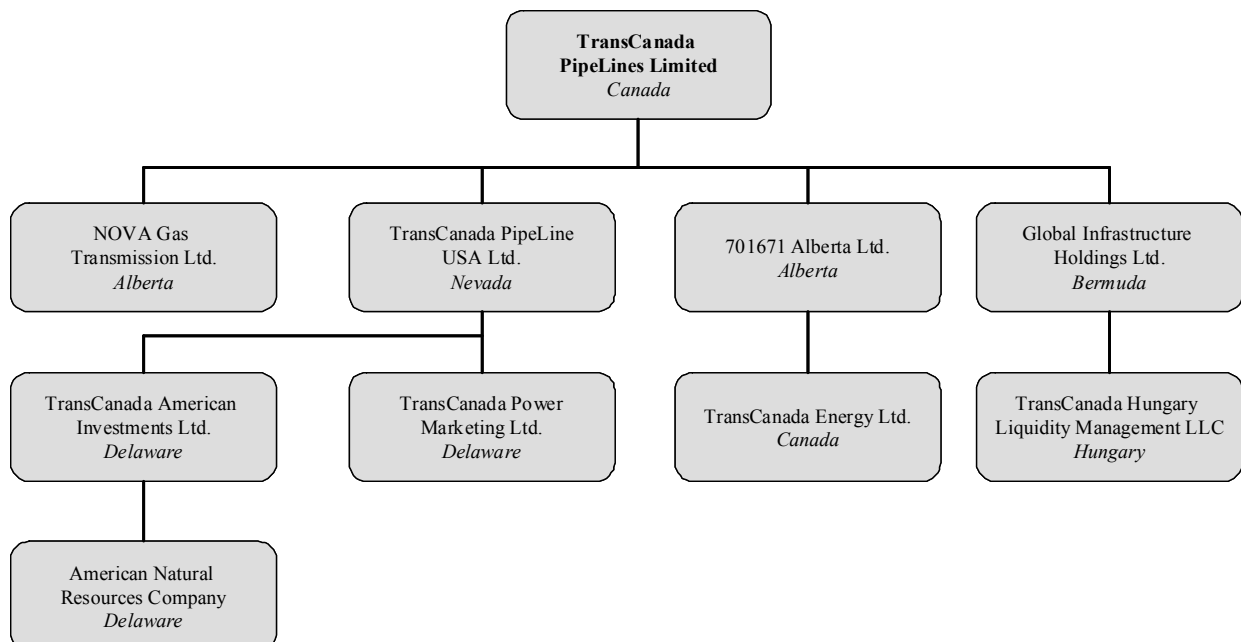 TransCanada
PipeLines Limited
Canada
NOVA Gas
Transmission Ltd.
Alberta
TransCanada PipeLine
USA Ltd.
Nevada
701671 Alberta Ltd.
Alberta
Global Infrastructure
Holdings Ltd.
Bermuda
TransCanada American
Investments Ltd.
Delaware
TransCanada Power
Marketing Ltd.
Delaware
TransCanada Energy Ltd.
Canada
TransCanada Hungary
Liquidity Management LLC
Hungary
American Natural
Resources Company
Delaware